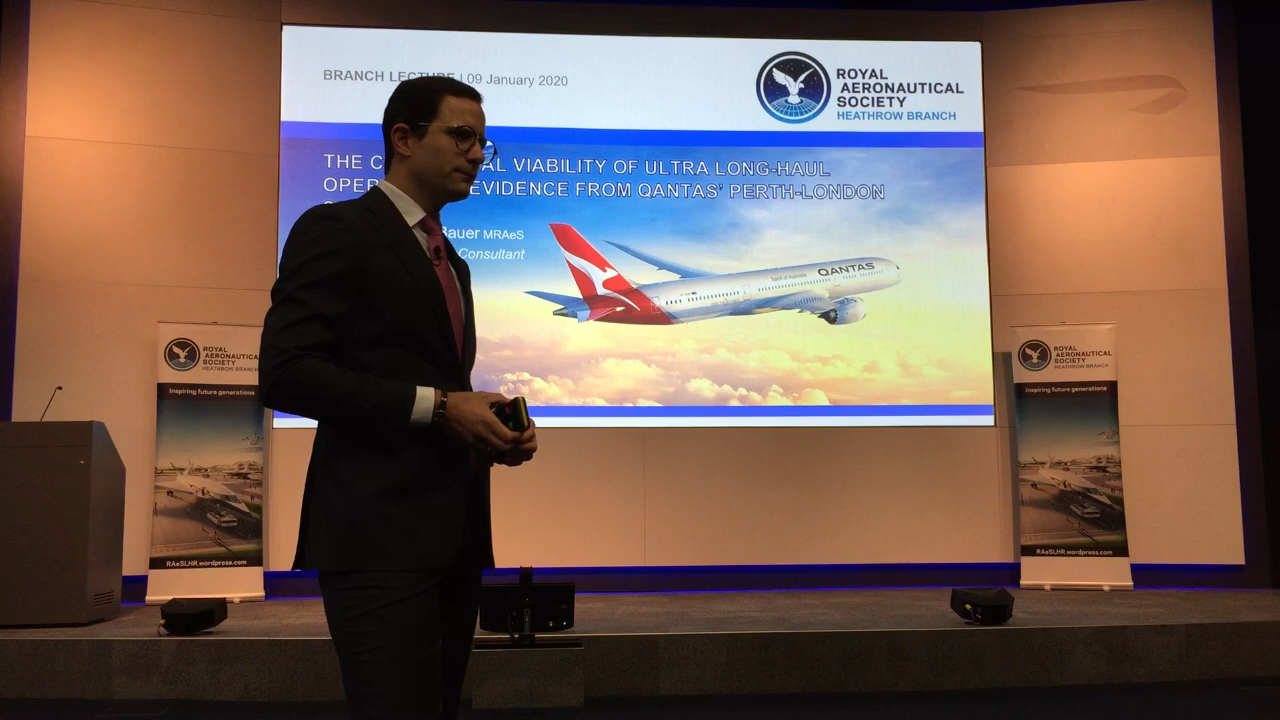 BRANCH LECTURE | 09 January 2020
ROYAL
AERONAUTICAL
SOCIETY
HEATHROW BRANCH
THE C AL VIABILITY OF ULTRA LONG-HAUL
OPER EVIDENCE FROM QANTAS' PERTH-LONDON
Bauer MRAeS
Consultant
Spirit of Australia
QANTAS
ROYAL
AERONAUTICAL
SOCIETY
HEATHROW BRANCH
Inspiring future generations
RAeSLHR.wordpress.com
ROYAL
AERONAUTICAL
SOCIETY
HEATHROW BRANCH
Inspiring future generations
RAeSLHR.wordpress.com